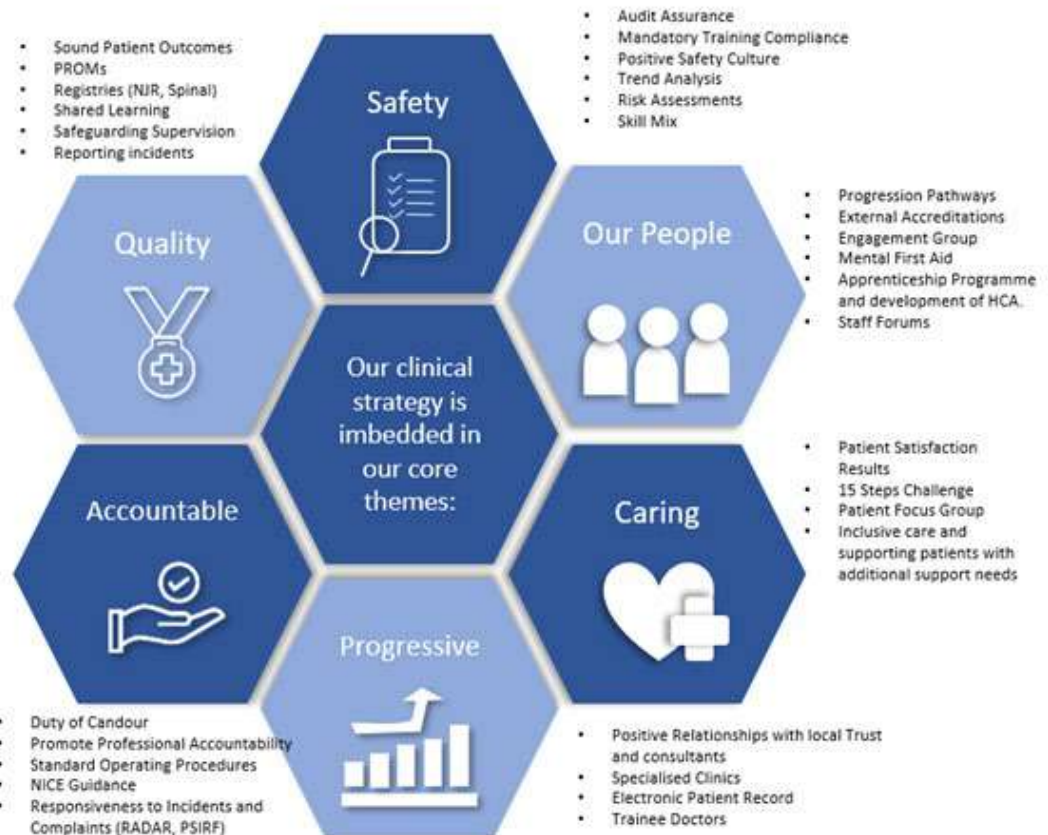 • Sound Patient Outcomes
• PROMs
• Registries (NJR, Spinal)
• Shared Learning
• Safeguarding Supervision
• Reporting incidents
Safety
• Audit Assurance
• Mandatory Training Compliance
• Positive Safety Culture
• Trend Analysis
• Risk Assessments
• Skill Mix
Quality
Our People
• Progression Pathways
• External Accreditations
• Engagement Group
• Mental First Aid
• Apprenticeship Programme
and development of HCA.
• Staff Forums
Our clinical
strategy is
imbedded in
our core
themes:
Accountable
Caring
• Patient Satisfaction
Results
• 15 Steps Challenge
• Patient Focus Group
• Inclusive care and
supporting patients with
additional support needs
Progressive
• Duty of Candour
• Promote Professional Accountability
• Standard Operating Procedures
• NICE Guidance
• Responsiveness to Incidents and
Complaints (RADAR, PSIRF)
• Positive Relationships with local Trust
and consultants
• Specialised Clinics
• Electronic Patient Record
• Trainee Doctors